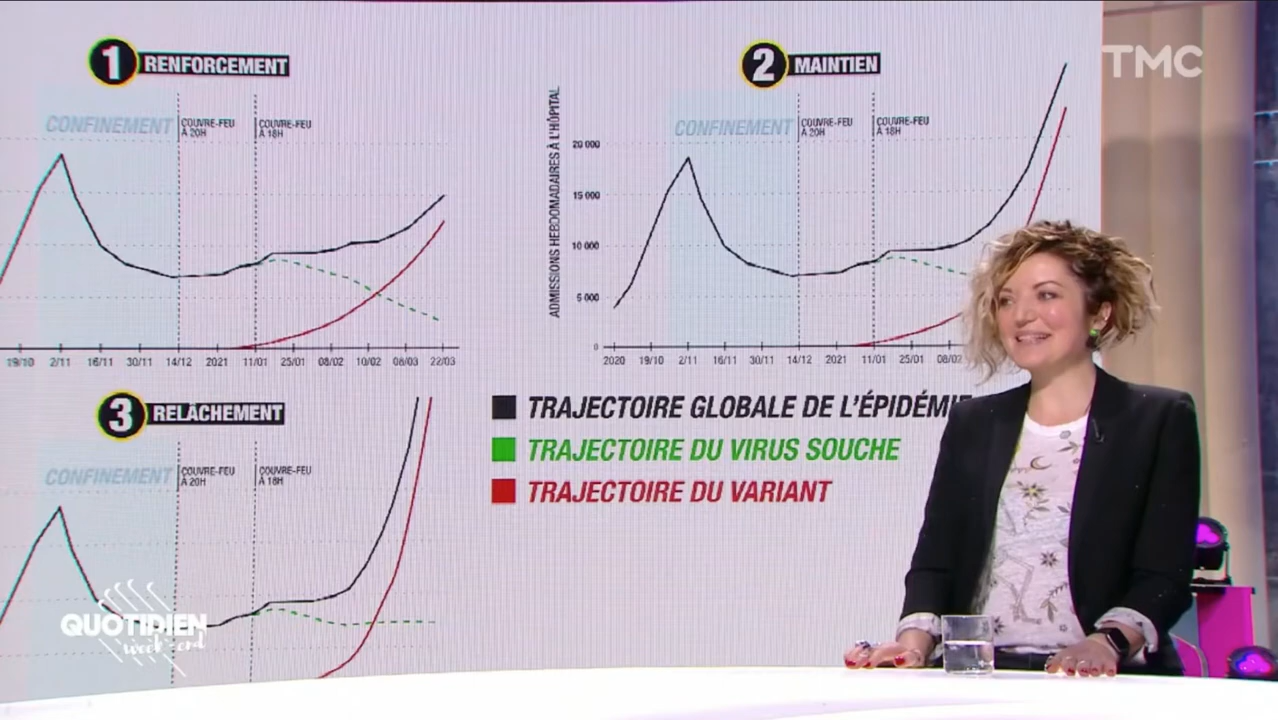 1 RENFORCEMENT
CONFINEMENT
COUVRE-FEU
À 20H
COUVRE-FEU
À 18H
19/10 2/11 16/11 30/11 14/12 2021 11/01 25/01 08/02 10/02 08/03 22/03
2 MAINTIEN
TMC
ADMISSIONS HEBDOMADAIRES À L'HÔPITAL
CONFINEMENT
COUVRE-FEU
À 20H
COUVRE-FEU
À 18H
20 000
15 000
10 000
5 000
0
2020 19/10 2/11 16/11 30/11 14/12 2021 11/01 25/01 08/02
3 RELÂCHEMENT
CONFINEMENT
COUVRE-FEU
À 20H
COUVRE-FEU
À 18H
TRAJECTOIRE GLOBALE DE L'ÉPIDÉMIE
TRAJECTOIRE DU VIRUS SOUCHE
TRAJECTOIRE DU VARIANT
QUOTIDIEN
week-end